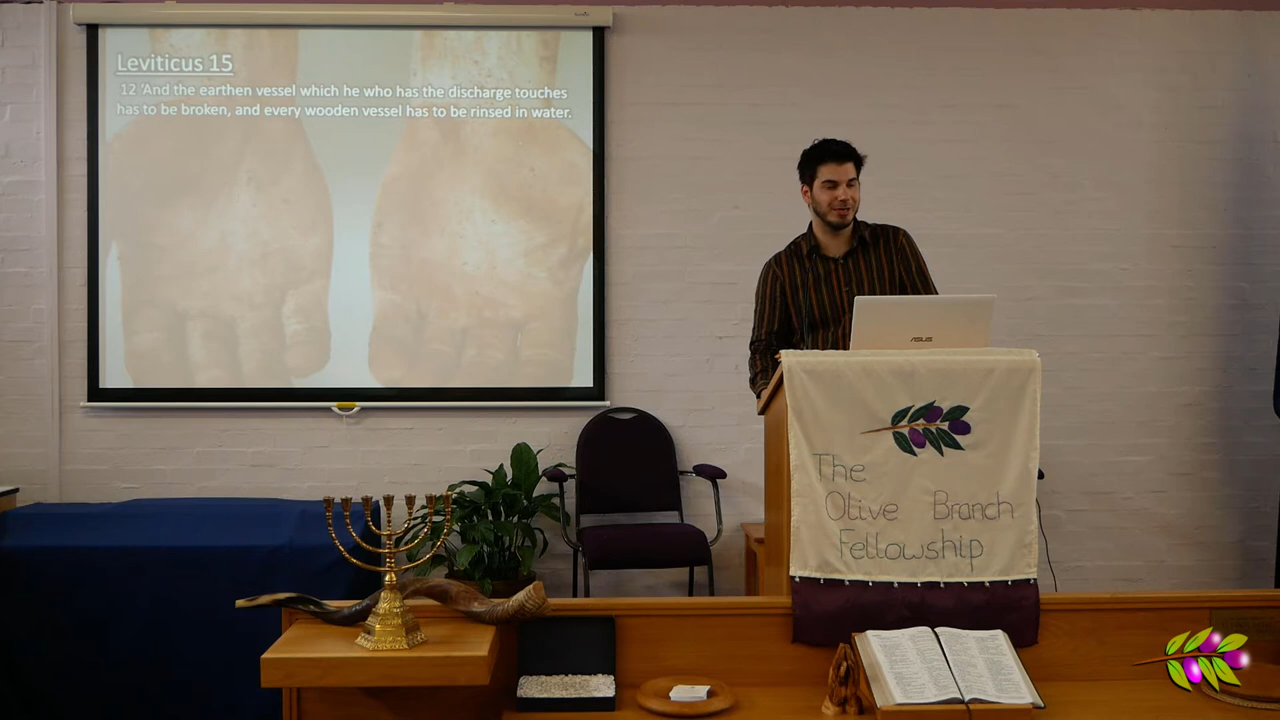 Leviticus 15
12 ‘And the earthen vessel which he who has the discharge touches
has to be broken, and every wooden vessel has to be rinsed in water.
ASUS
The
Olive Branch
Fellowship